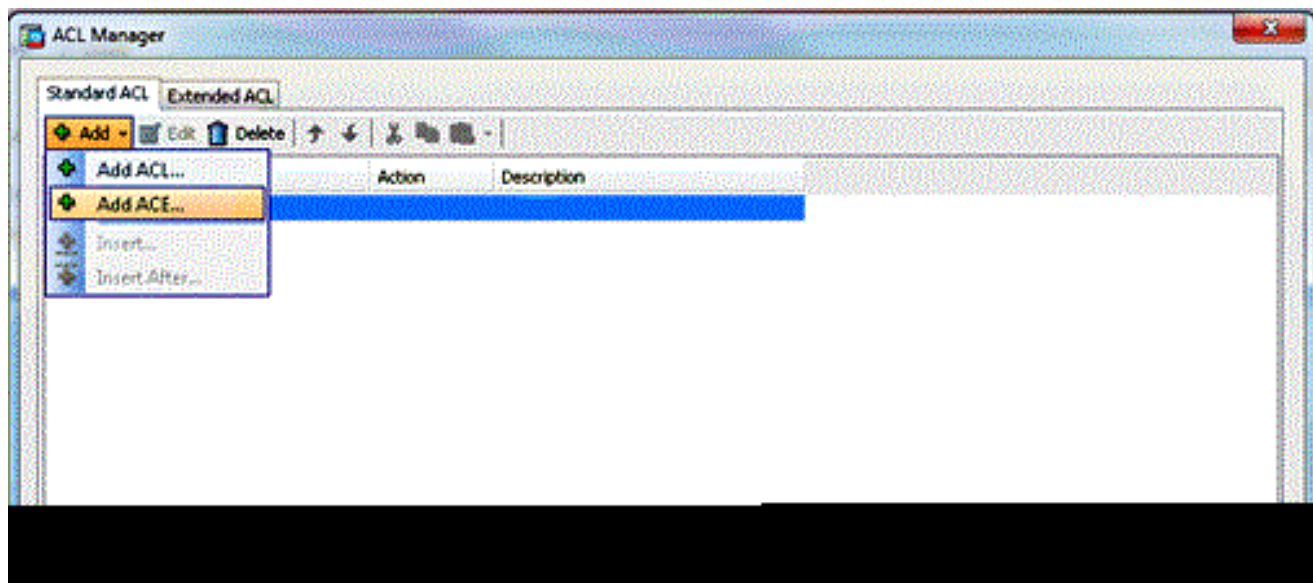 ACL Manager
Standard ACL Extended ACL
Add Edit Delete
Add ACL... Action Description
Add ACE...
Insert...
Insert After...